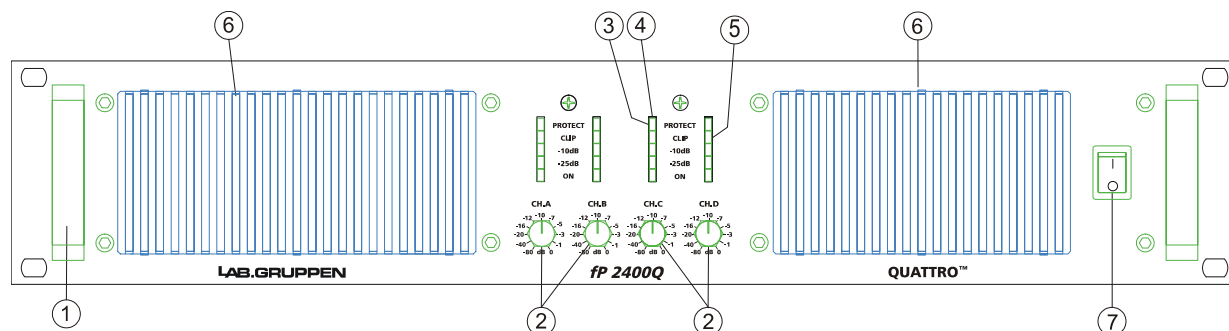 6 3 4 5 6
PROTECT PROTECT
CLIP CLIP
-10dB -10dB
-25dB -25dB
ON ON
CH.A CH.B CH.C CH.D
-10 -10 -10 -10
-12 -7 -12 -7 -12 -7 -12 -7
-16 -5 -16 -5 -16 -5 -16 -5
-20 -3 -20 -3 -20 -3 -20 -3
-40 -1 -40 -1 -40 -1 -40 -1
-80 dB 0 -80 dB 0 -80 dB 0 -80 dB 0
LAB.GRUPPEN fP 2400Q QUATTRO™
1 2 2 7